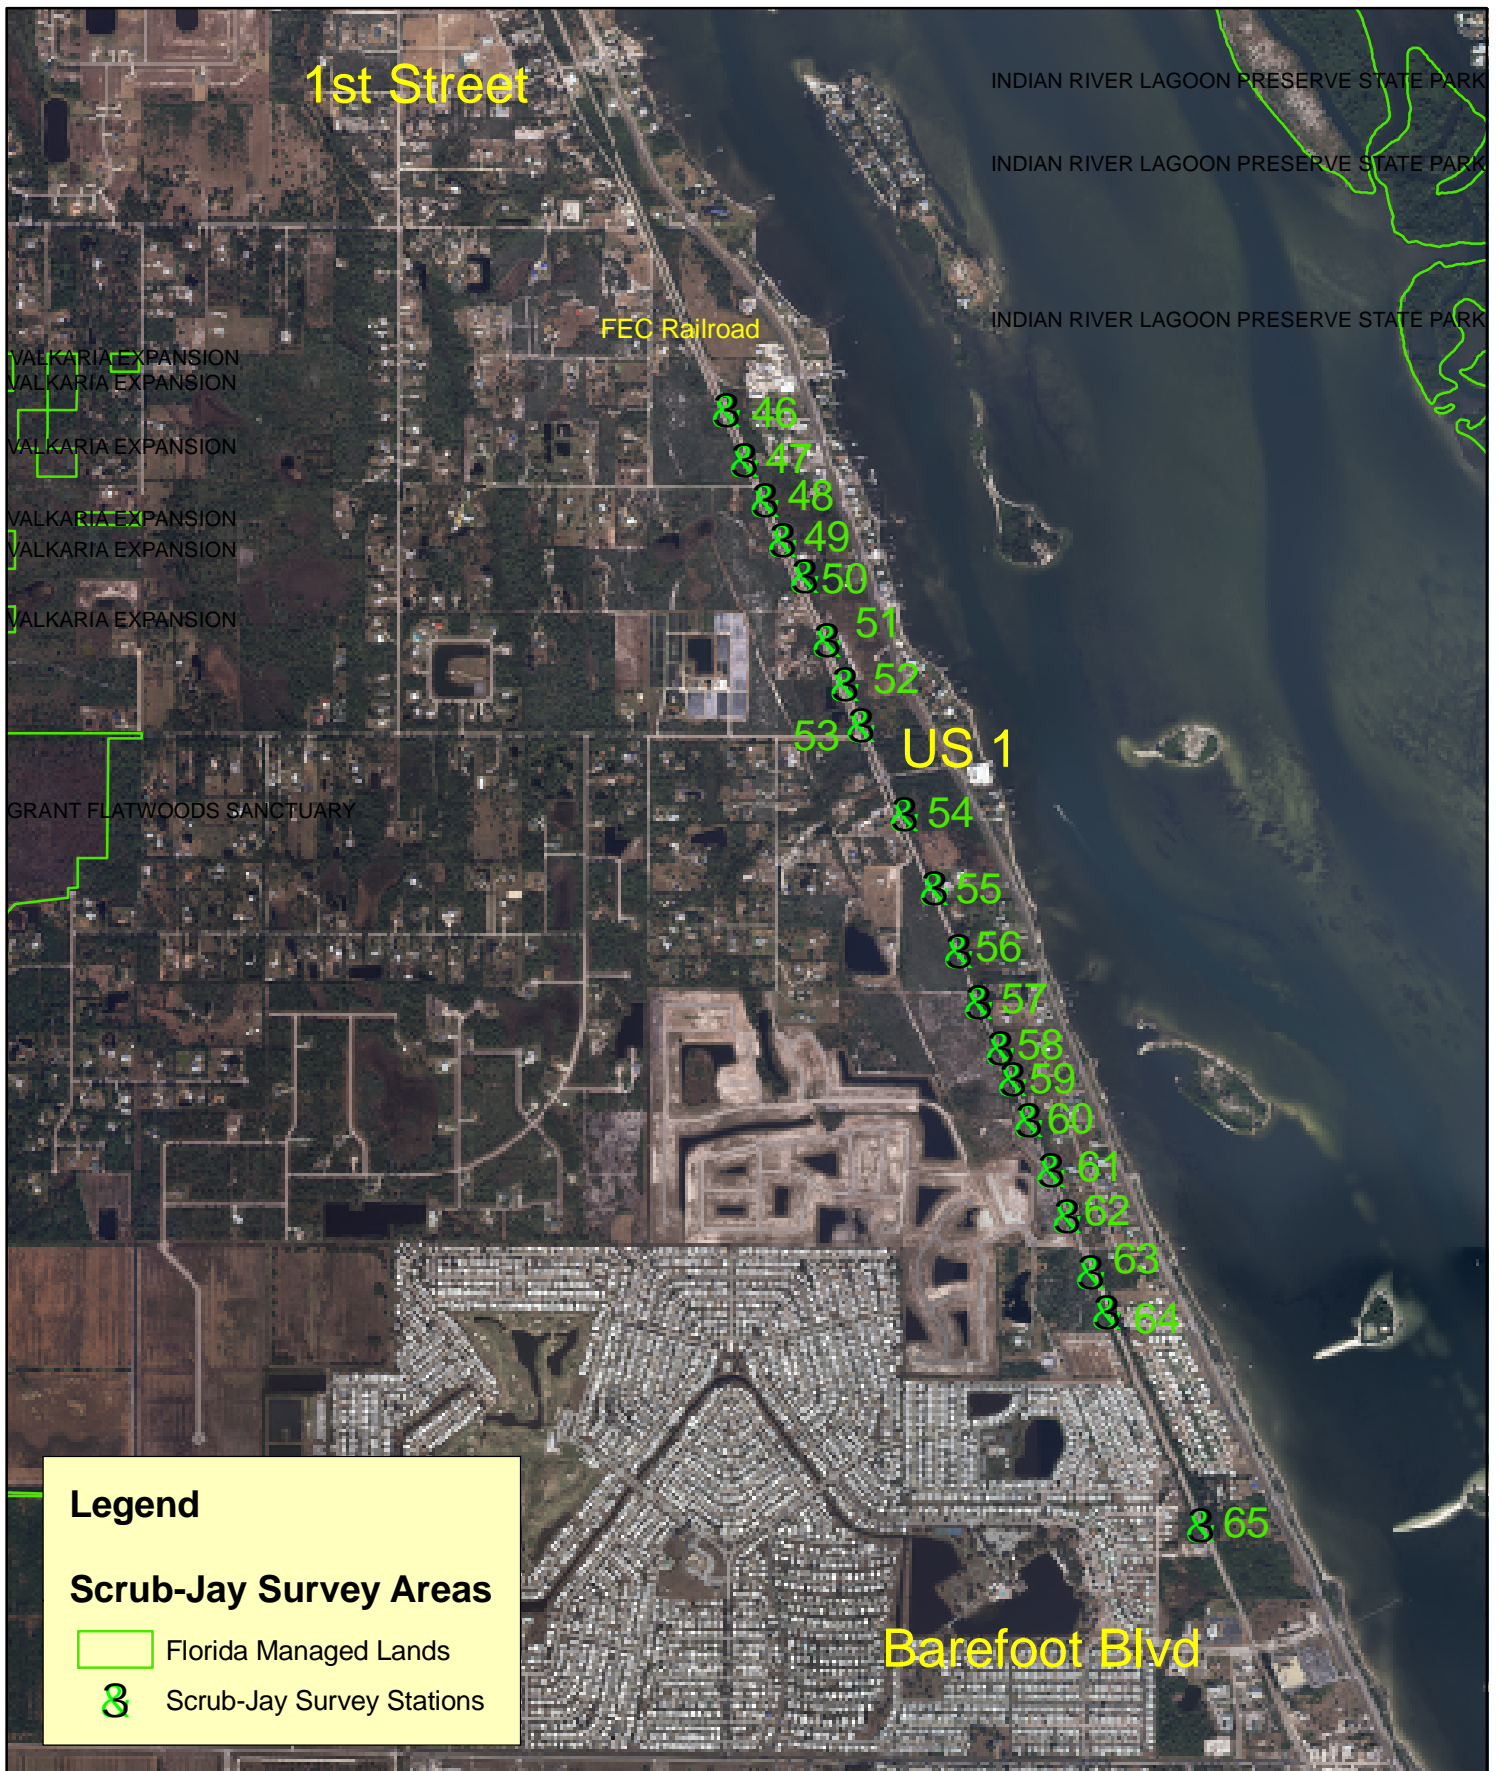 1st Street
INDIAN RIVER LAGOON PRESERVE STATE PARK
INDIAN RIVER LAGOON PRESERVE STATE PARK
INDIAN RIVER LAGOON PRESERVE STATE PARK
FEC Railroad
VALKARIA EXPANSION
VALKARIA EXPANSION
46
VALKARIA EXPANSION
47
48
VALKARIA EXPANSION
49
VALKARIA EXPANSION
50
VALKARIA EXPANSION
51
52
53
US 1
GRANT FLATWOODS SANCTUARY
54
55
56
57
58
59
60
61
62
63
64
65
Legend
Scrub-Jay Survey Areas
Florida Managed Lands
Scrub-Jay Survey Stations
Barefoot Blvd